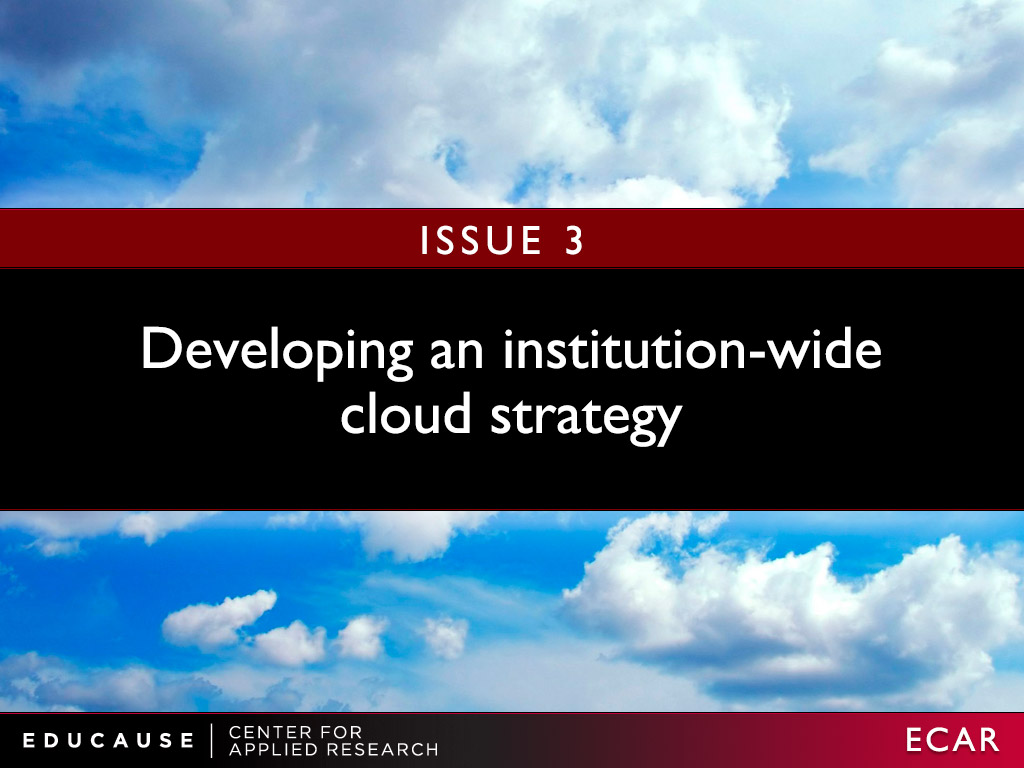 ISSUE 3
Developing an institution-wide
cloud strategy
EDUCAUSE
CENTER FOR
APPLIED RESEARCH
ECAR